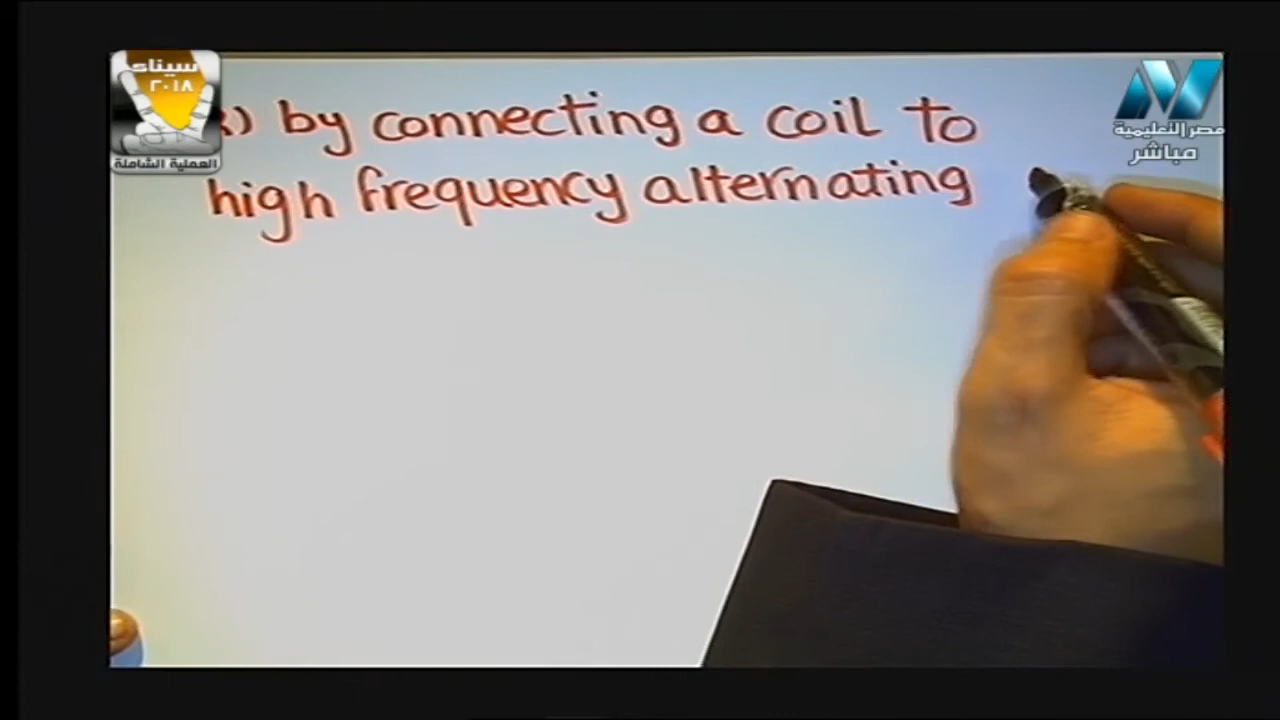 سيناء
٢٠١٨
العملية الشاملة
مصر التعليمية
مباشر
by connecting a coil to
high frequency alternating